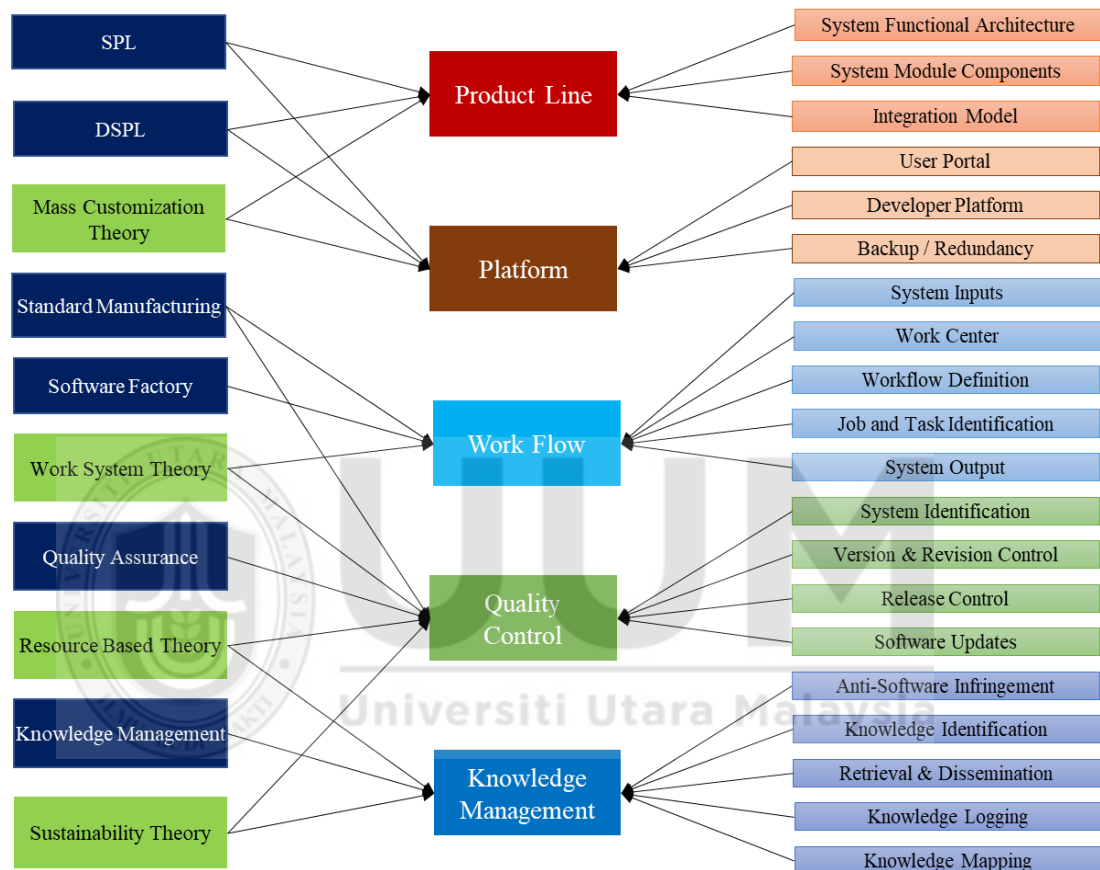 SPL
DSPL
Mass Customization
Theory
Standard Manufacturing
Software Factory
Work System Theory
Quality Assurance
Resource Based Theory
Knowledge Management
Sustainability Theory
Product Line
Platform
Work Flow
Quality
Control
Knowledge
Management
System Functional Architecture
System Module Components
Integration Model
User Portal
Developer Platform
Backup / Redundancy
System Inputs
Work Center
Workflow Definition
Job and Task Identification
System Output
System Identification
Version & Revision Control
Release Control
Software Updates
Anti-Software Infringement
Knowledge Identification
Retrieval & Dissemination
Knowledge Logging
Knowledge Mapping
UUM
Universiti Utara Malaysia
UNIVERSITI UTARA MALAYSIA